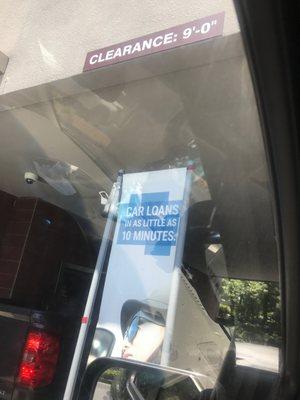 CLEARANCE: 9'-0"
CAR LOANS
IN AS LITTLE AS
10 MINUTES.